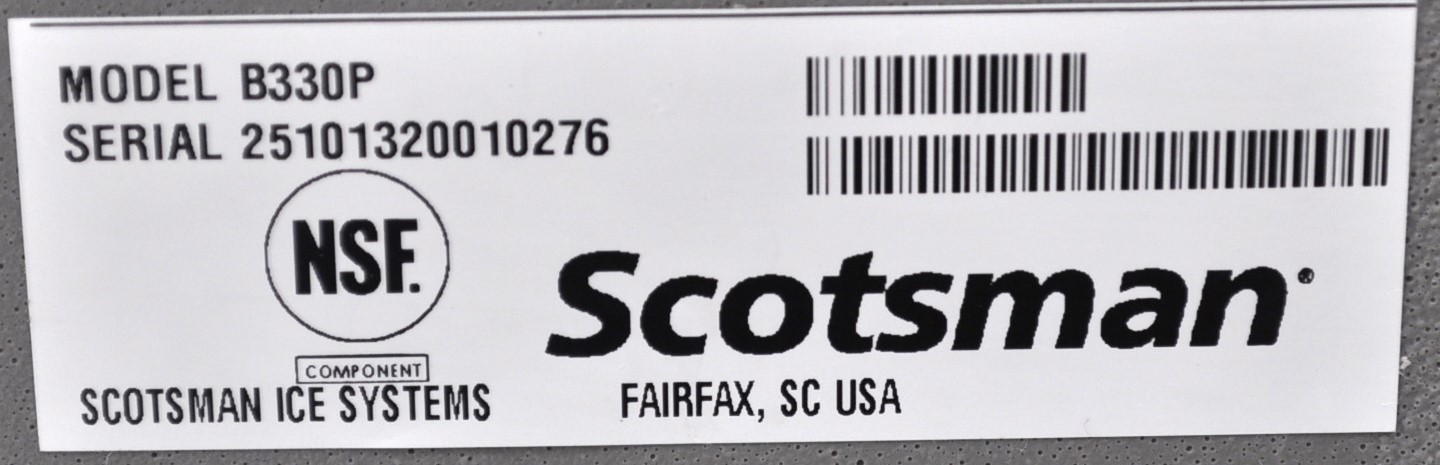 MODEL B330P
SERIAL 25101320010276
NSF.
COMPONENT
Scotsman®
SCOTSMAN ICE SYSTEMS
FAIRFAX, SC USA